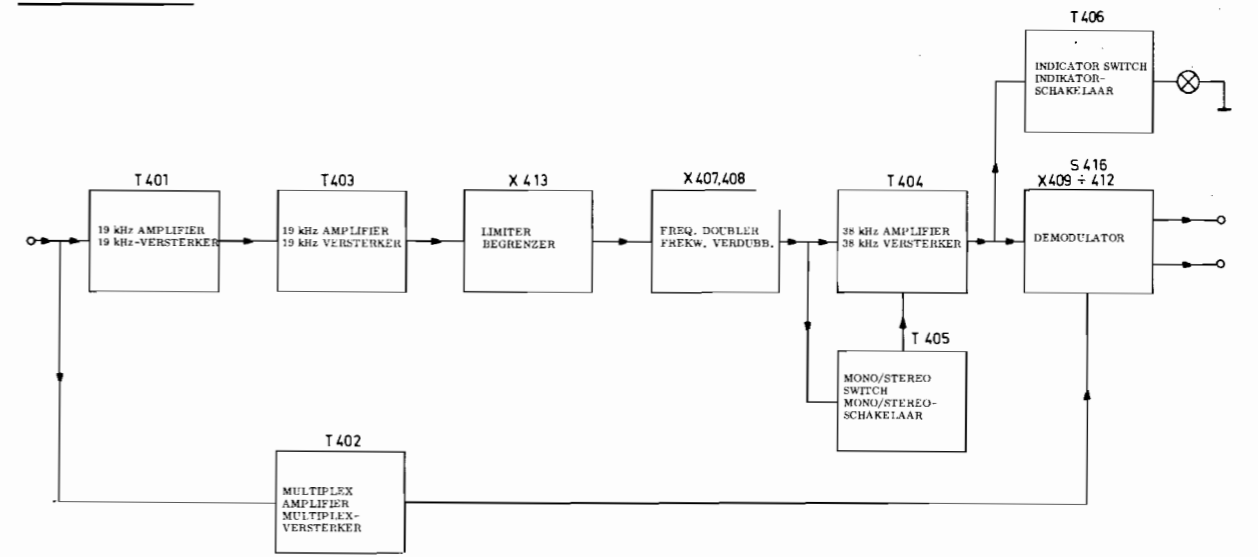 T 406
INDICATOR SWITCH
INDIKATOR-
SCHAKELAAR
T 401
19 kHz AMPLIFIER
19 kHz-VERSTERKER
T 403
19 kHz AMPLIFIER
19 kHz VERSTERKER
X 413
LIMITER
BEGRENZER
X 407,408
FREQ. DOUBLER
FREKW. VERDUBB.
T 404
38 kHz AMPLIFIER
38 kHz VERSTERKER
S 416
X409 ÷ 412
DEMODULATOR
T 405
MONO/STEREO
SWITCH
MONO/STEREO-
SCHAKELAAR
T 402
MULTIPLEX
AMPLIFIER
MULTIPLEX-
VERSTERKER